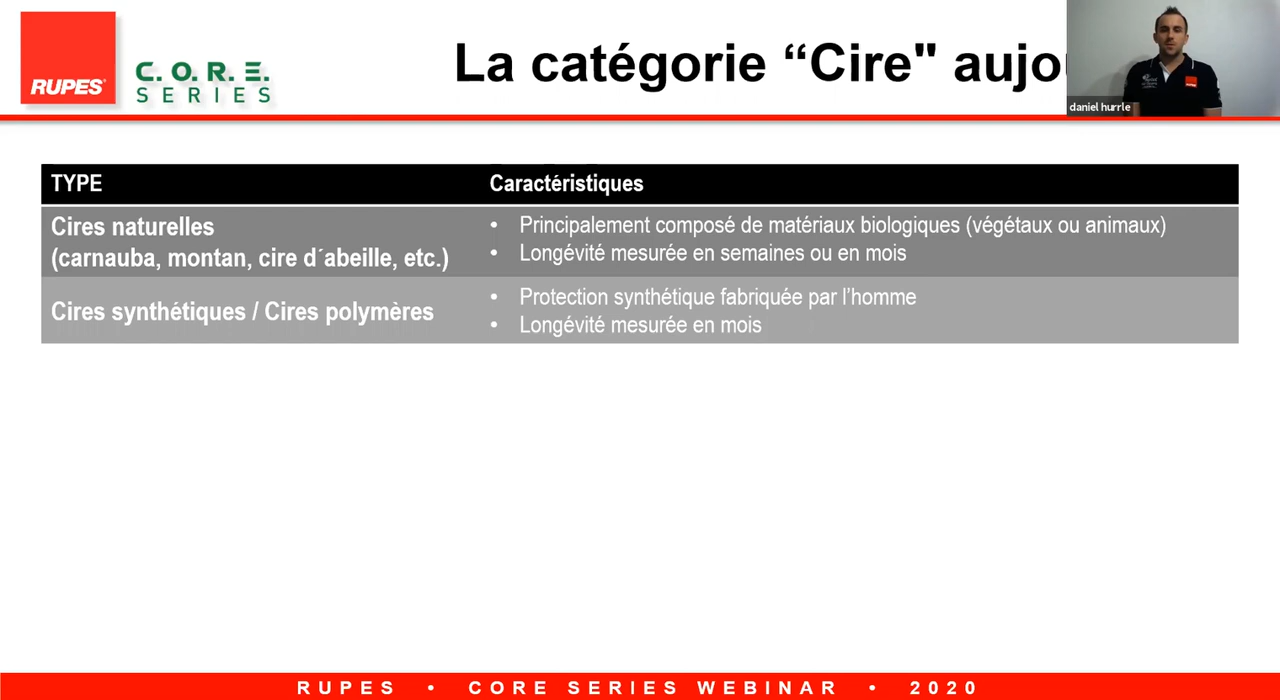 RUPES
C.O.R.E.
SERIES
La catégorie “Cire"
daniel hurrle
TYPE
Caractéristiques
Cires naturelles
(carnauba, montan, cire d´abeille, etc.)
• Principalement composé de matériaux biologiques (végétaux ou animaux)
• Longévité mesurée en semaines ou en mois
Cires synthétiques / Cires polymères
• Protection synthétique fabriquée par l’homme
• Longévité mesurée en mois
RUPES • CORE SERIES WEBINAR • 2020